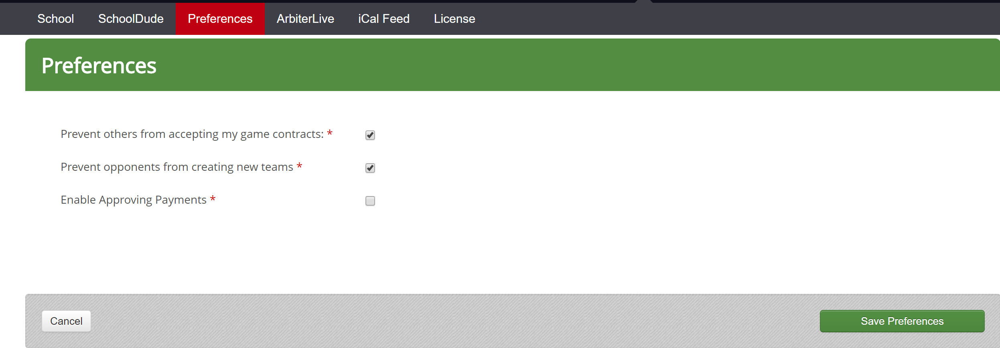 School SchoolDude Preferences ArbiterLive iCal Feed License
Preferences
Prevent others from accepting my game contracts: *
Prevent opponents from creating new teams *
Enable Approving Payments *
Cancel Save Preferences